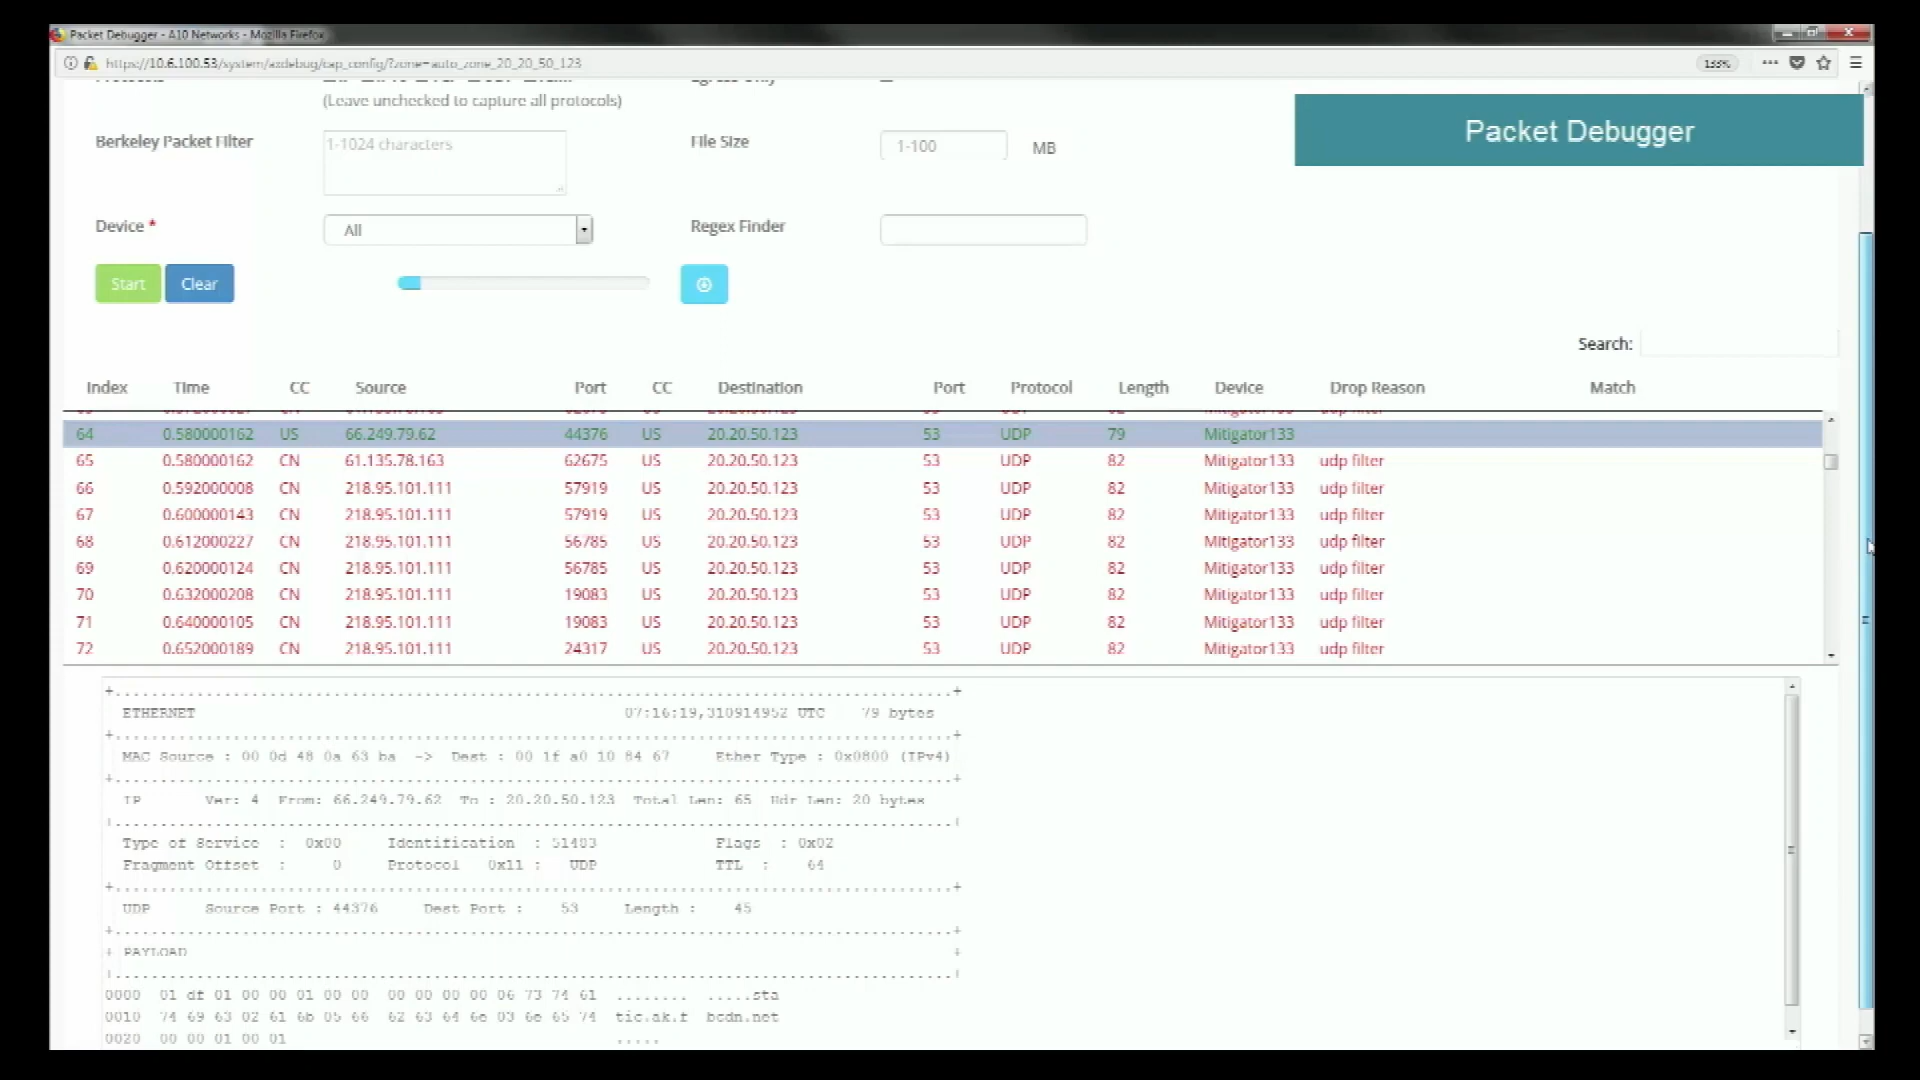 Packet Debugger - A10 Networks - Mozilla Firefox
https://10.6.100.53/system/axdebug/cap_config/?zone=auto_zone_20_20_50_123
133%
(Leave unchecked to capture all protocols)
Packet Debugger
Berkeley Packet Filter 1-1024 characters File Size 1-100 MB
Device * All Regex Finder
Start Clear
Search:
Index Time CC Source Port CC Destination Port Protocol Length Device Drop Reason Match
64 0.580000162 US 66.249.79.62 44376 US 20.20.50.123 53 UDP 79 Mitigator133
65 0.580000162 CN 61.135.78.163 62675 US 20.20.50.123 53 UDP 82 Mitigator133 udp filter
66 0.592000008 CN 218.95.101.111 57919 US 20.20.50.123 53 UDP 82 Mitigator133 udp filter
67 0.600000143 CN 218.95.101.111 57919 US 20.20.50.123 53 UDP 82 Mitigator133 udp filter
68 0.612000227 CN 218.95.101.111 56785 US 20.20.50.123 53 UDP 82 Mitigator133 udp filter
69 0.620000124 CN 218.95.101.111 56785 US 20.20.50.123 53 UDP 82 Mitigator133 udp filter
70 0.632000208 CN 218.95.101.111 19083 US 20.20.50.123 53 UDP 82 Mitigator133 udp filter
71 0.640000105 CN 218.95.101.111 19083 US 20.20.50.123 53 UDP 82 Mitigator133 udp filter
72 0.652000189 CN 218.95.101.111 24317 US 20.20.50.123 53 UDP 82 Mitigator133 udp filter
ETHERNET 07:16:19,310914952 UTC 79 bytes
MAC Source : 00 0d 48 0a 63 ba -> Dest : 00 1f a0 10 84 67 Ether Type : 0x0800 (IPv4)
IP Ver: 4 From: 66.249.79.62 To : 20.20.50.123 Total Len: 65 Hdr Len: 20 bytes
Type of Service : 0x00 Identification : 51483 Flags : 0x02
Fragment Offset : 0 Protocol 0x11 : UDP TTL : 64
UDP Source Port : 44376 Dest Port : 53 Length : 45
+ PAYLOAD +
0000 01 df 01 00 00 01 00 00 00 00 00 00 06 73 74 61 ........ .....sta
0010 74 69 63 02 61 6b 05 66 62 63 64 6e 03 6e 65 74 tic.ak.f bcdn.net
0020 00 00 01 00 01 .....